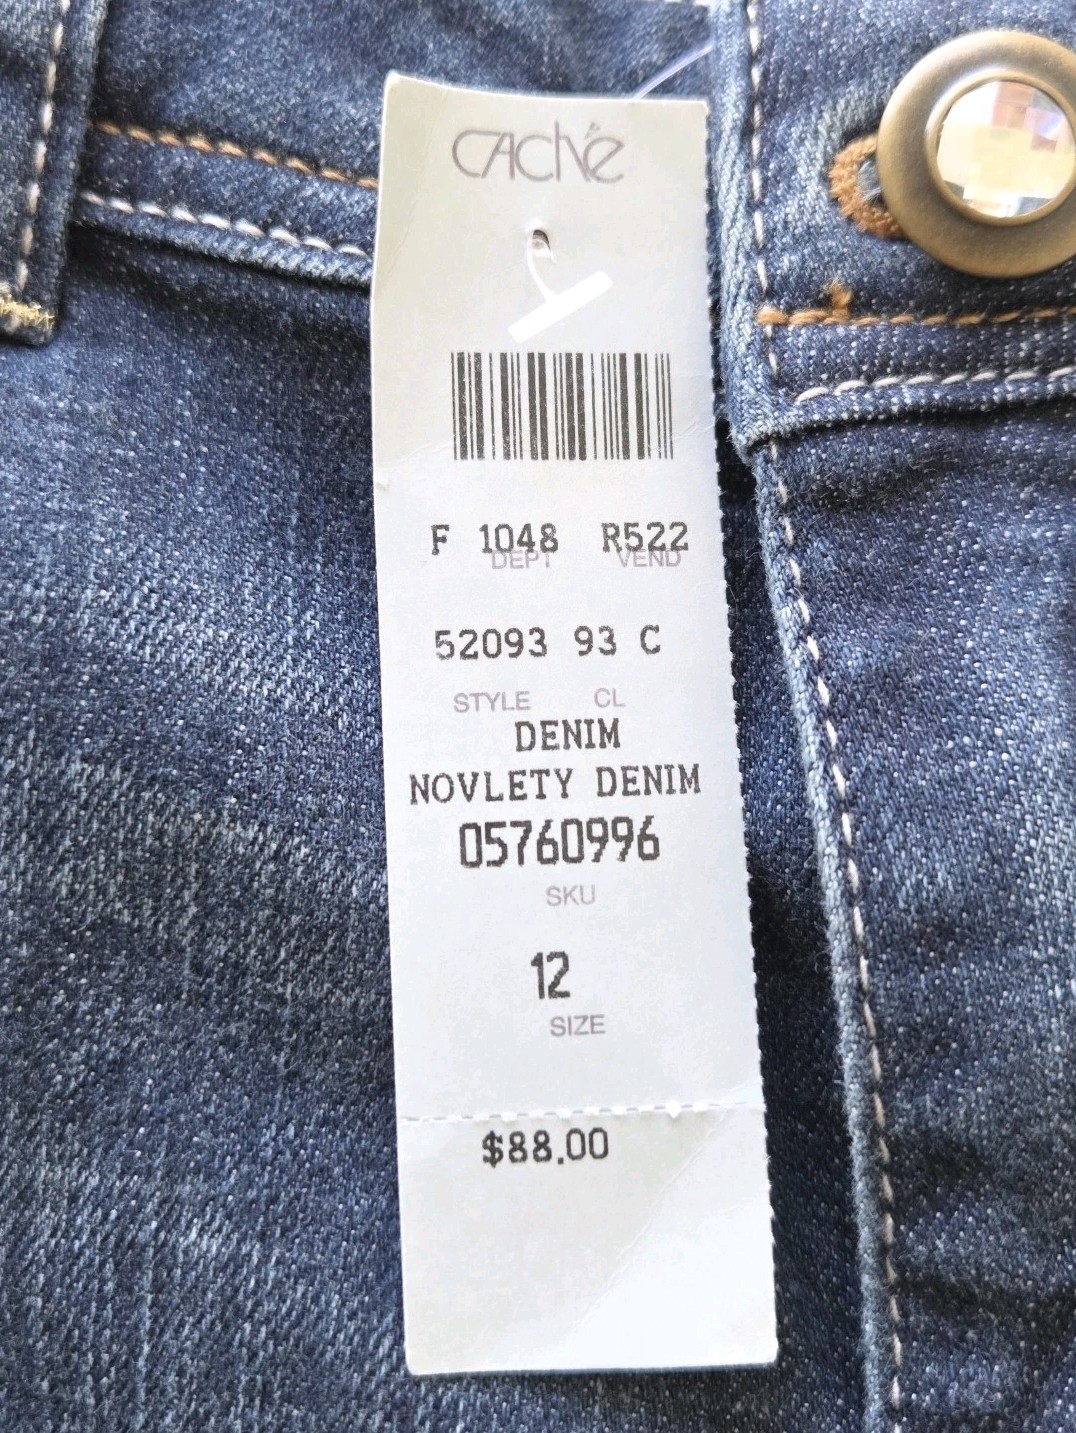 Caché
F 1048 R522
DEPT VEND
52093 93 C
STYLE CL
DENIM
NOVLETY DENIM
05760996
SKU
12
SIZE
$88.00